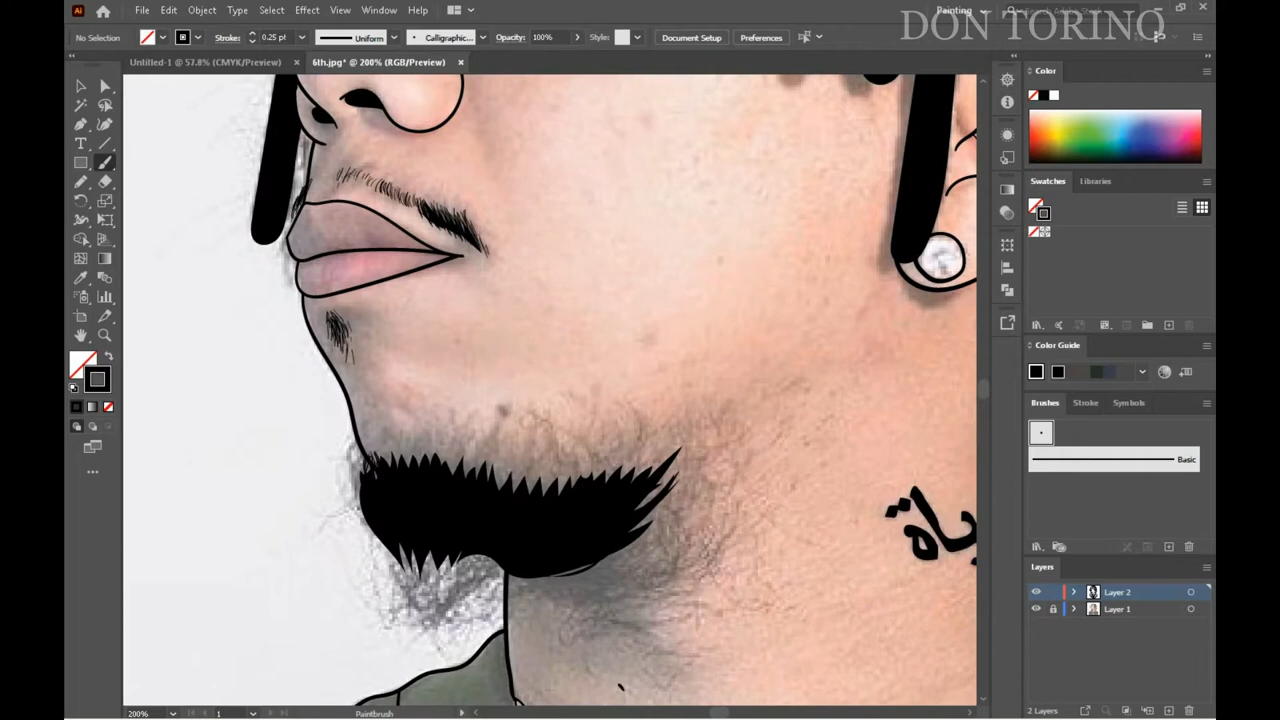 File Edit Object Type Select Effect View Window Help
Painting
DON TORINO
No Selection Stroke: 0.25 pt Uniform Calligraphic... Opacity: 100% Style: Document Setup Preferences
Untitled-1 @ 57.8% (CMYK/Preview) × 6th.jpg* @ 200% (RGB/Preview) ×
Color
Swatches Libraries
Color Guide
Brushes Stroke Symbols
Basic
ياة
Layers
Layer 2
Layer 1
200% 1 Paintbrush
2 Layers